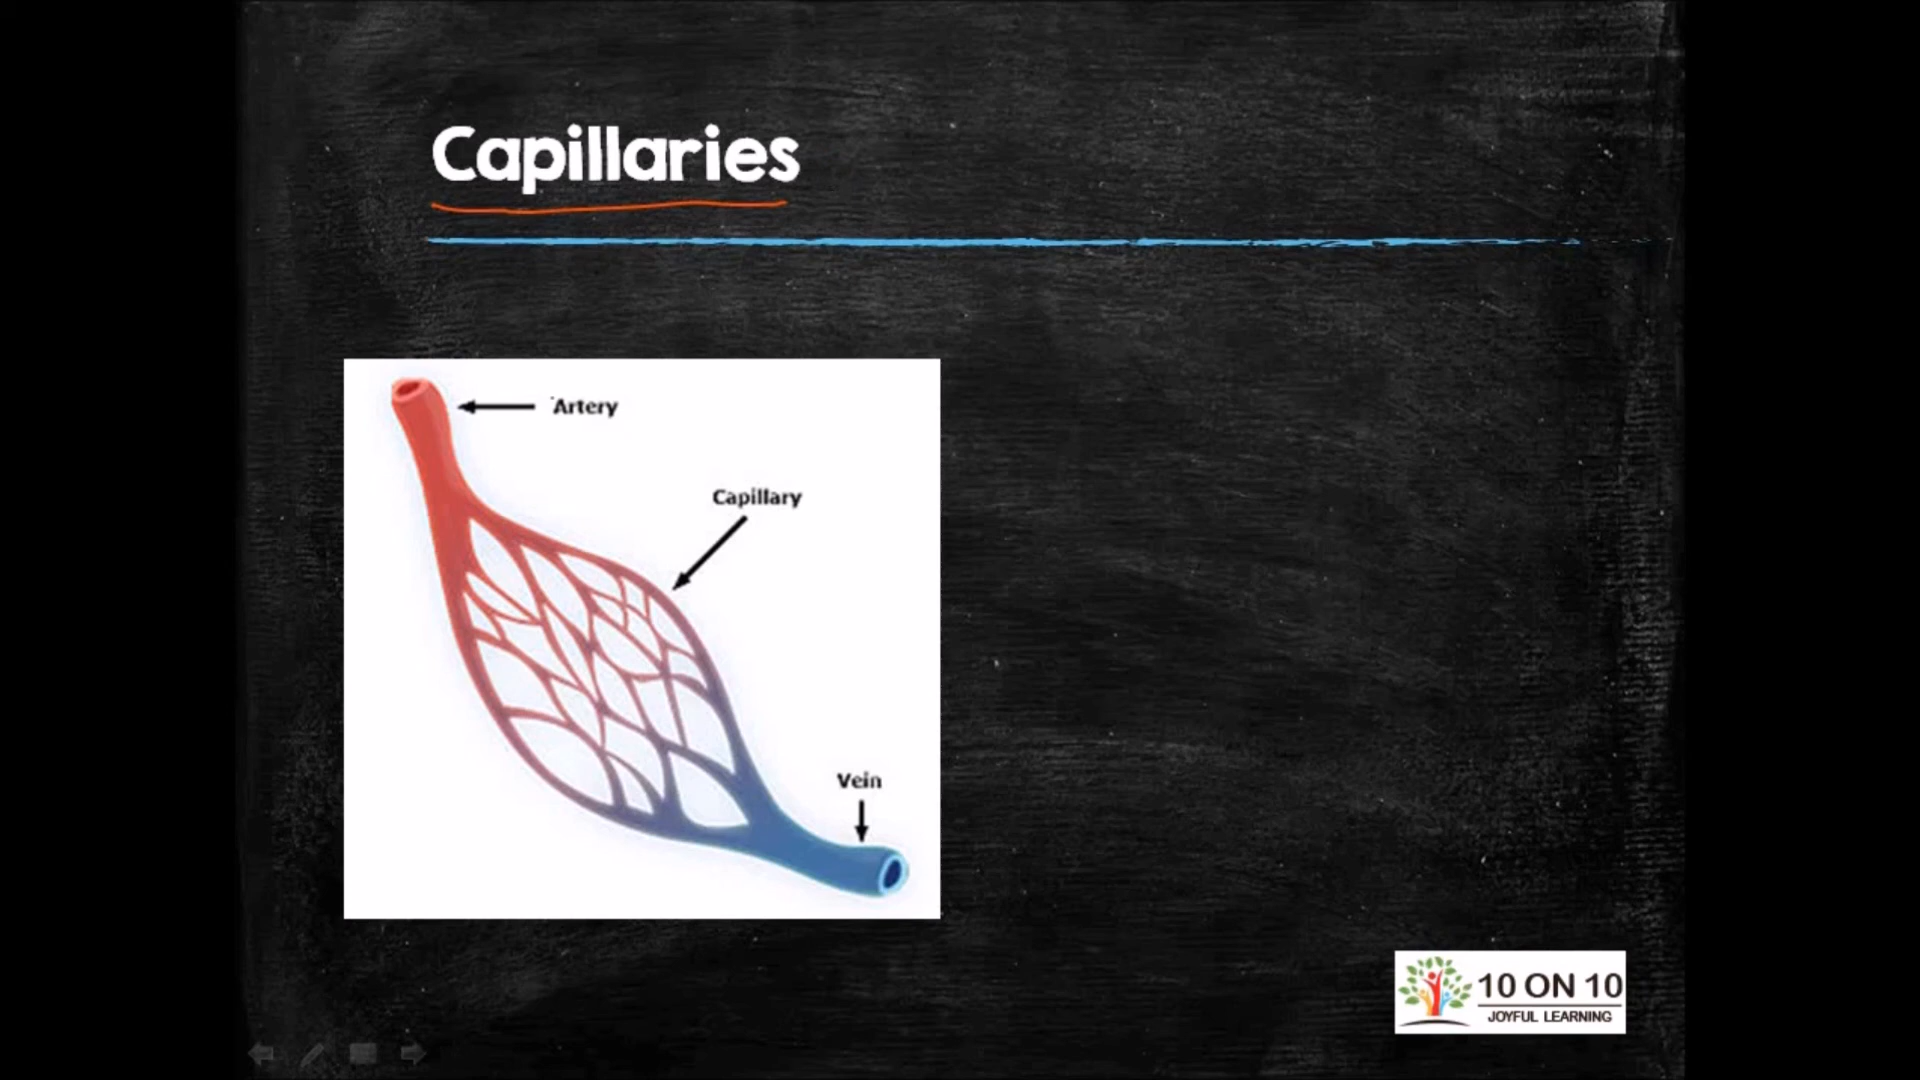 Capillaries
Artery
Capillary
Vein
10 ON 10
JOYFUL LEARNING